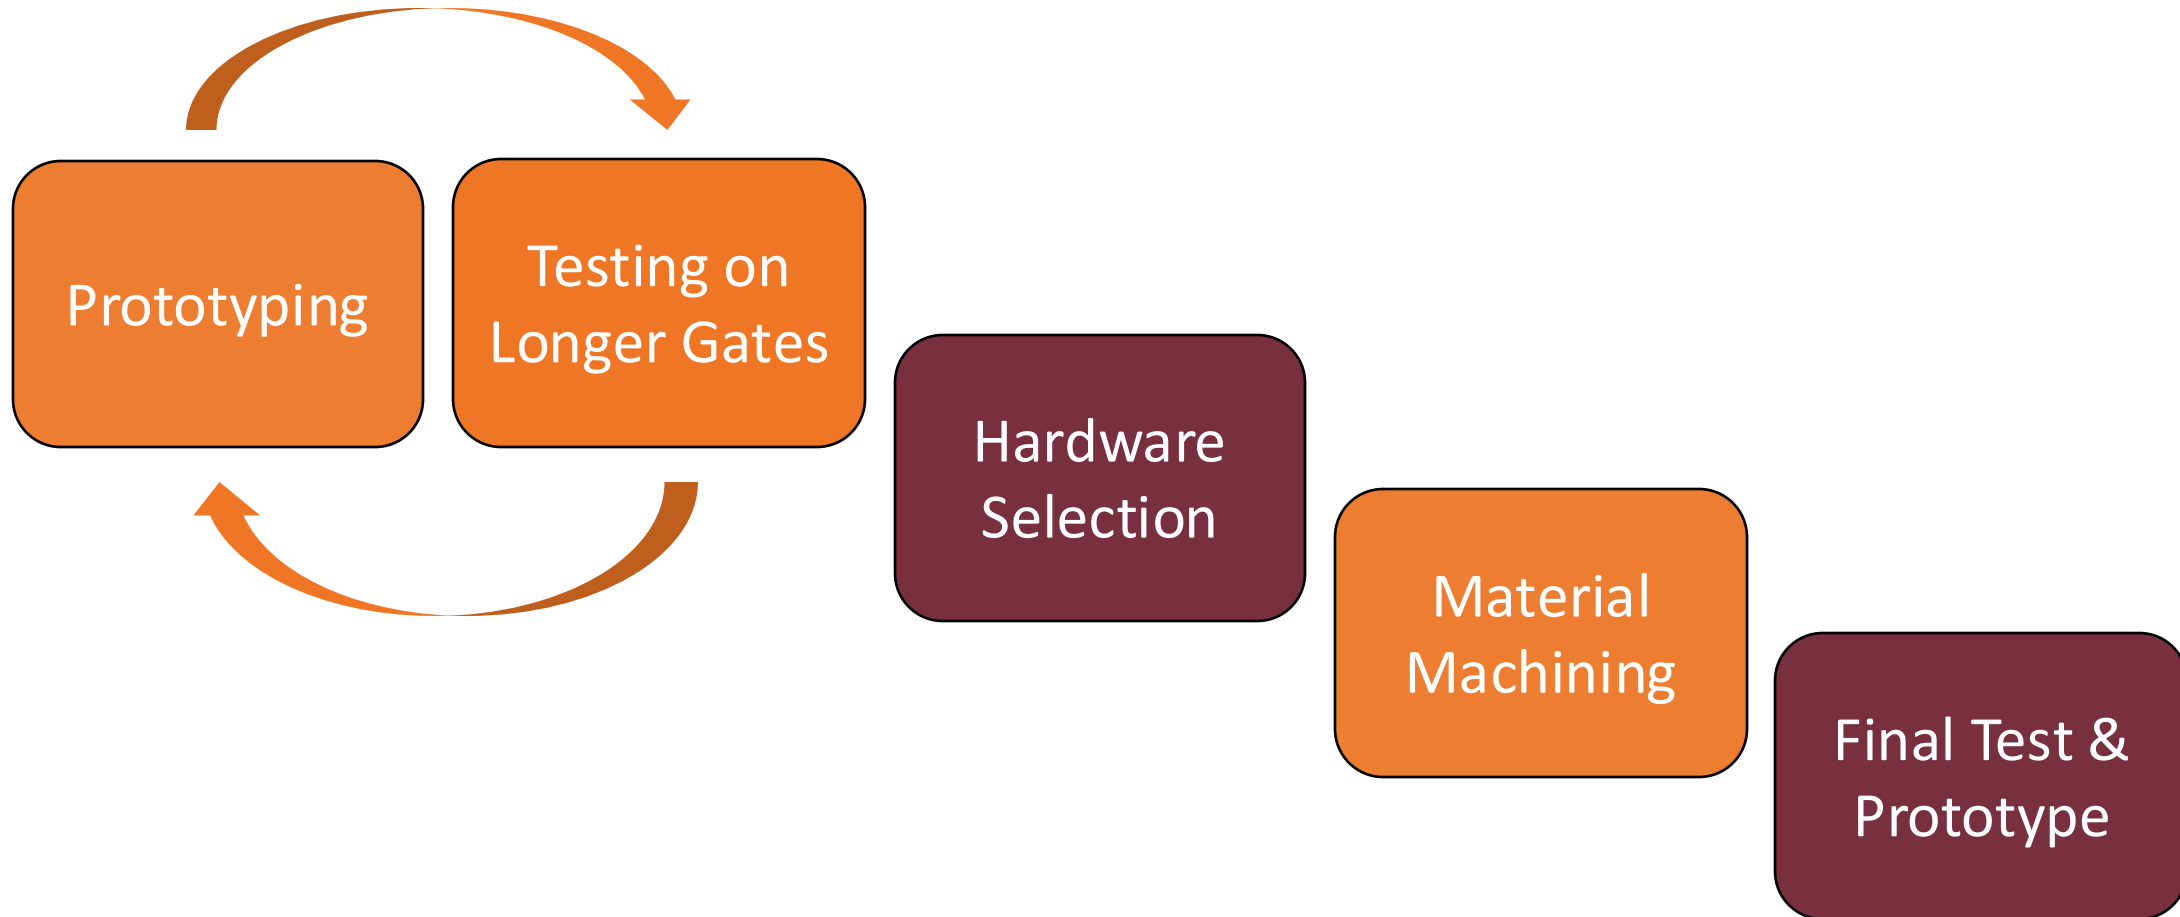 Prototyping
Testing on
Longer Gates
Hardware
Selection
Material
Machining
Final Test &
Prototype